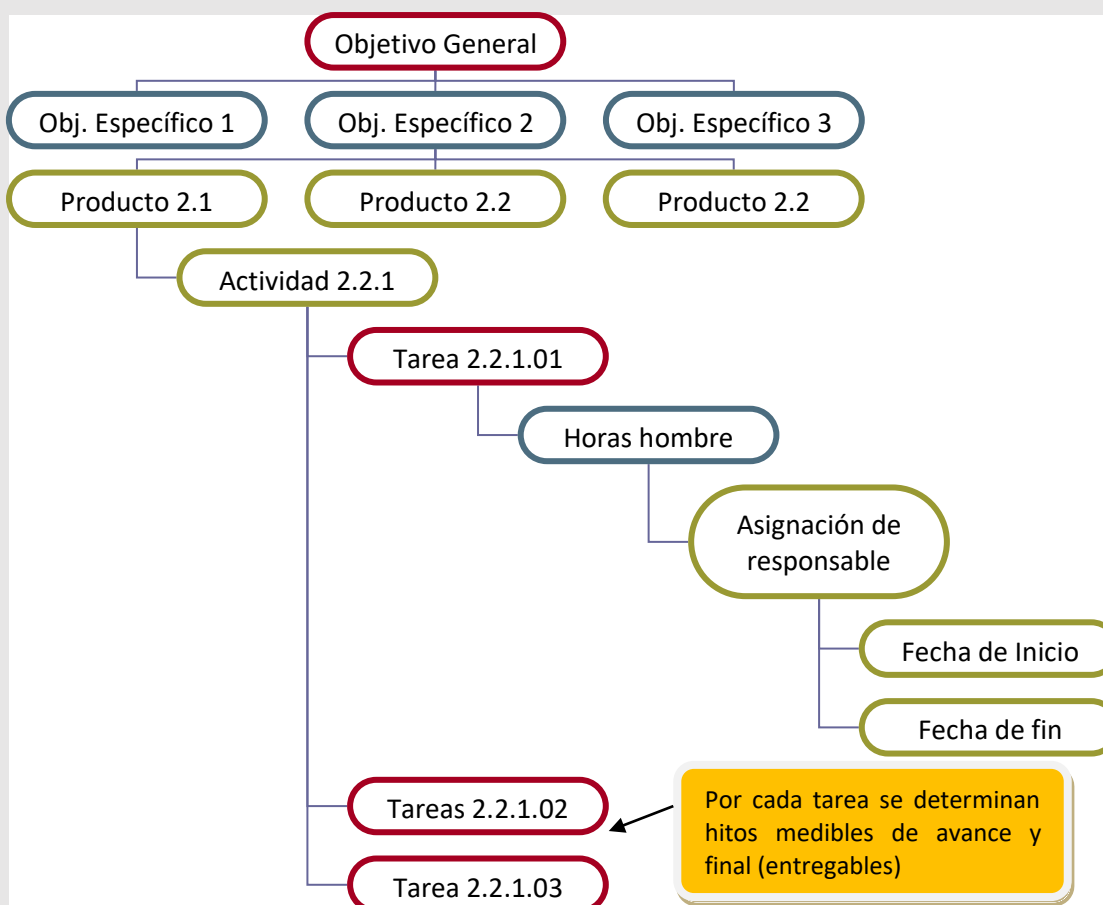 Objetivo General
Obj. Específico 1
Obj. Específico 2
Obj. Específico 3
Producto 2.1
Producto 2.2
Producto 2.2
Actividad 2.2.1
Tarea 2.2.1.01
Horas hombre
Asignación de
responsable
Fecha de Inicio
Fecha de fin
Tareas 2.2.1.02
Por cada tarea se determinan
hitos medibles de avance y
final (entregables)
Tarea 2.2.1.03